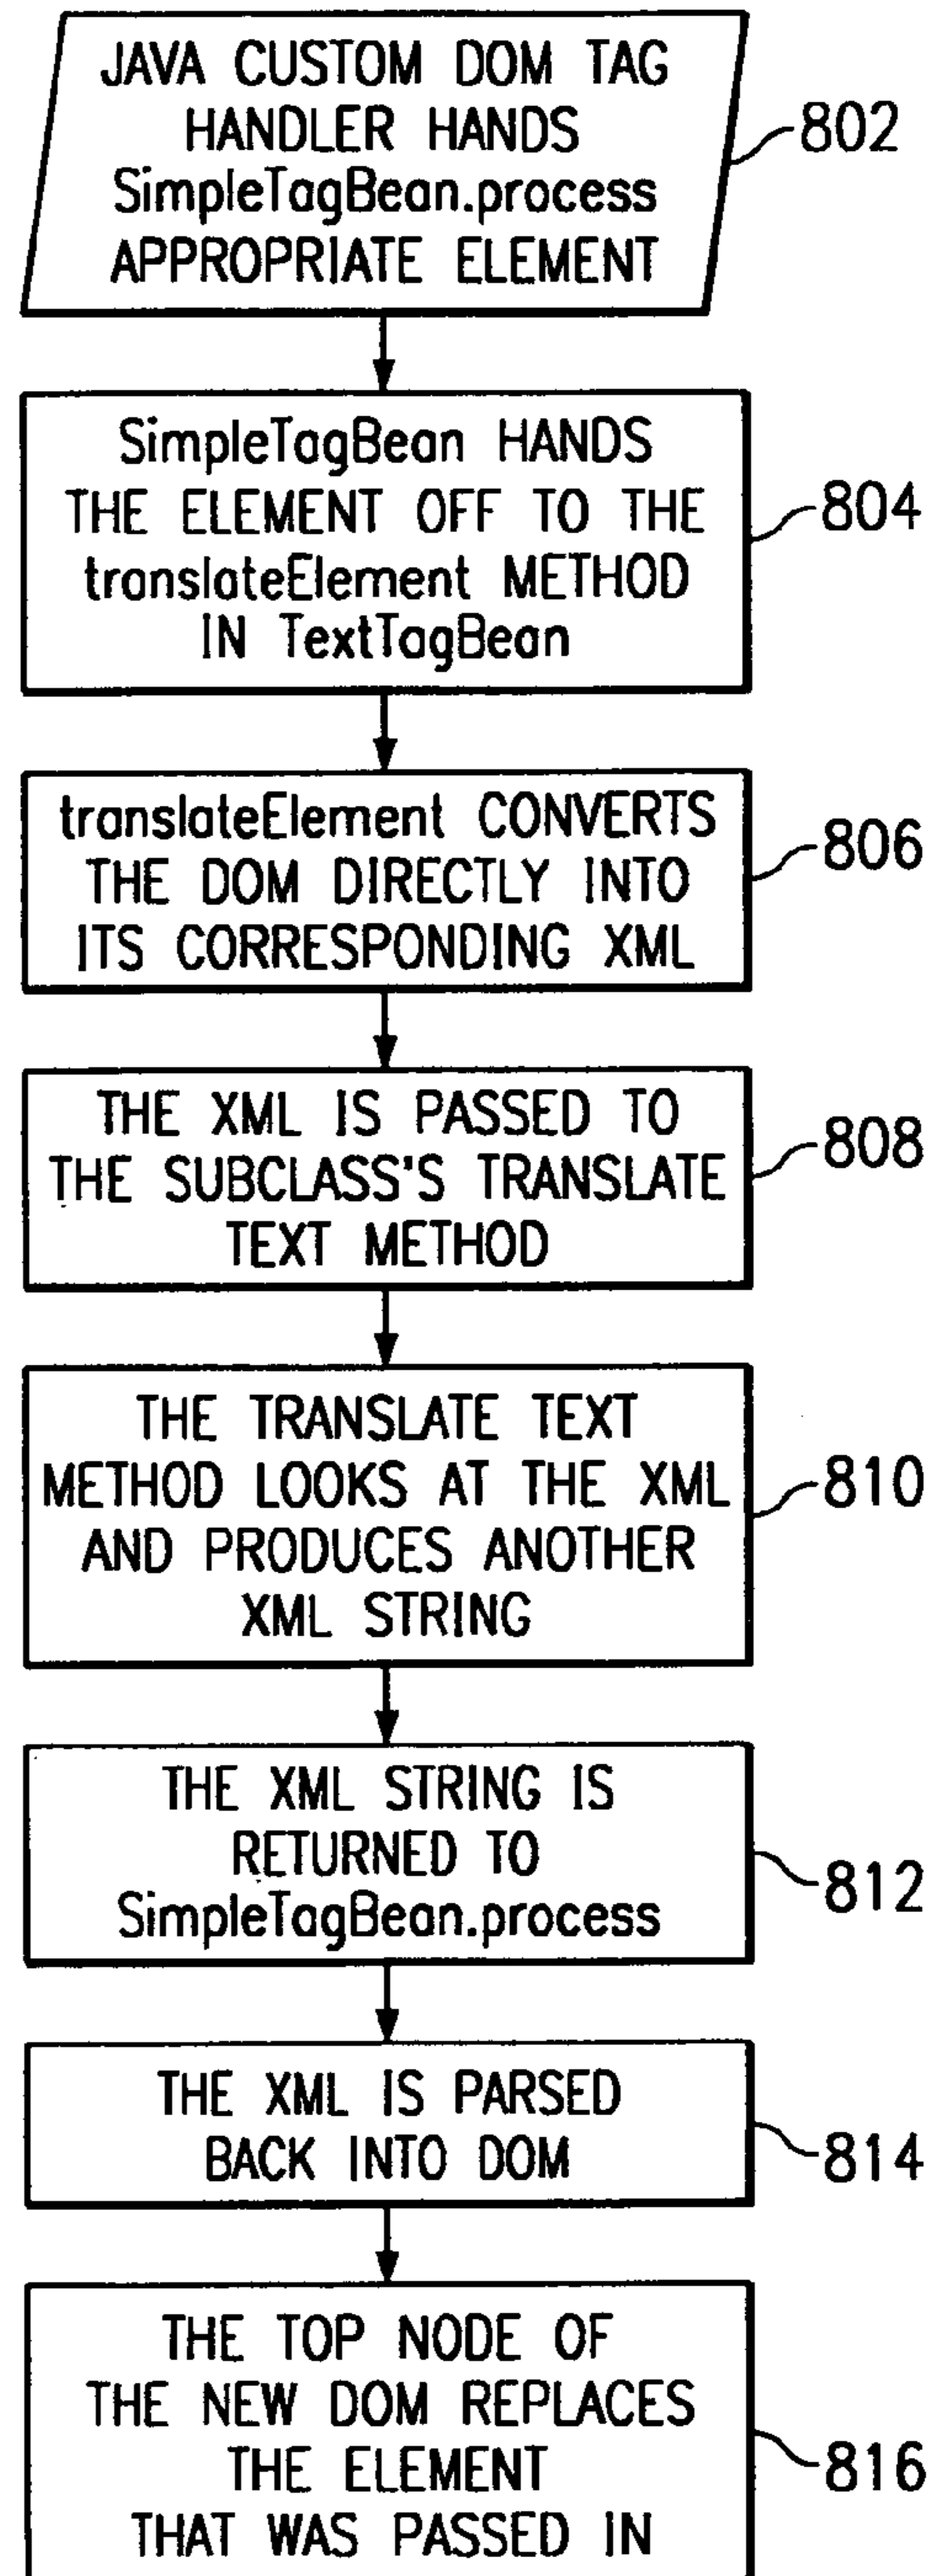 JAVA CUSTOM DOM TAG
HANDLER HANDS
SimpleTagBean.process
APPROPRIATE ELEMENT
802
SimpleTagBean HANDS
THE ELEMENT OFF TO THE
translateElement METHOD
IN TextTagBean
804
translateElement CONVERTS
THE DOM DIRECTLY INTO
ITS CORRESPONDING XML
806
THE XML IS PASSED TO
THE SUBCLASS'S TRANSLATE
TEXT METHOD
808
THE TRANSLATE TEXT
METHOD LOOKS AT THE XML
AND PRODUCES ANOTHER
XML STRING
810
THE XML STRING IS
RETURNED TO
SimpleTagBean.process
812
THE XML IS PARSED
BACK INTO DOM
814
THE TOP NODE OF
THE NEW DOM REPLACES
THE ELEMENT
THAT WAS PASSED IN
816